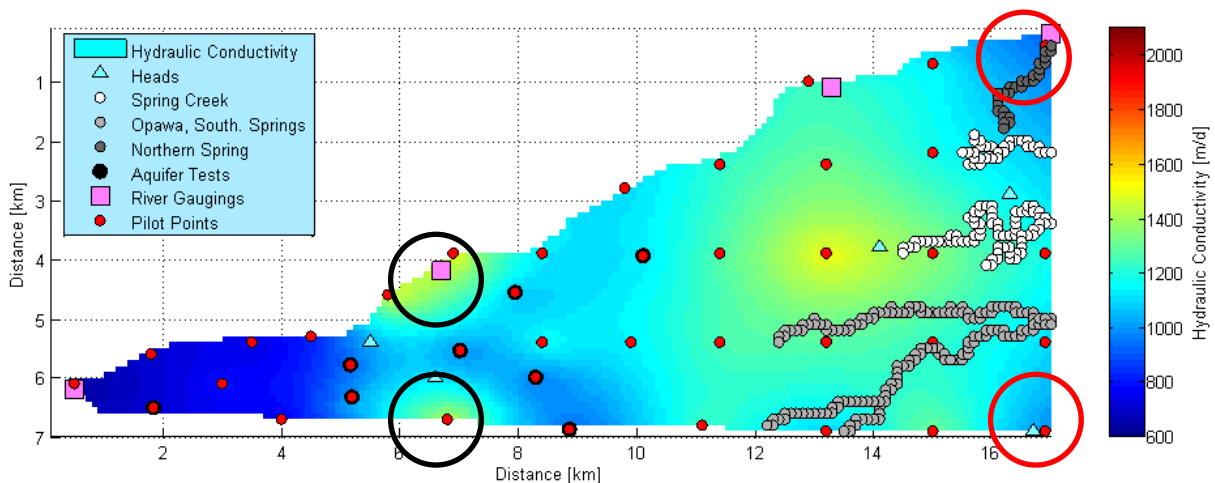 Hydraulic Conductivity
Heads
Spring Creek
Opawa, South. Springs
Northern Spring
Aquifer Tests
River Gaugings
Pilot Points
1
2
3
4
5
6
7
Distance [km]
2
4
6
8
10
12
14
16
Distance [km]
2000
1800
1600
1400
1200
1000
800
600
Hydraulic Conductivity [m/d]